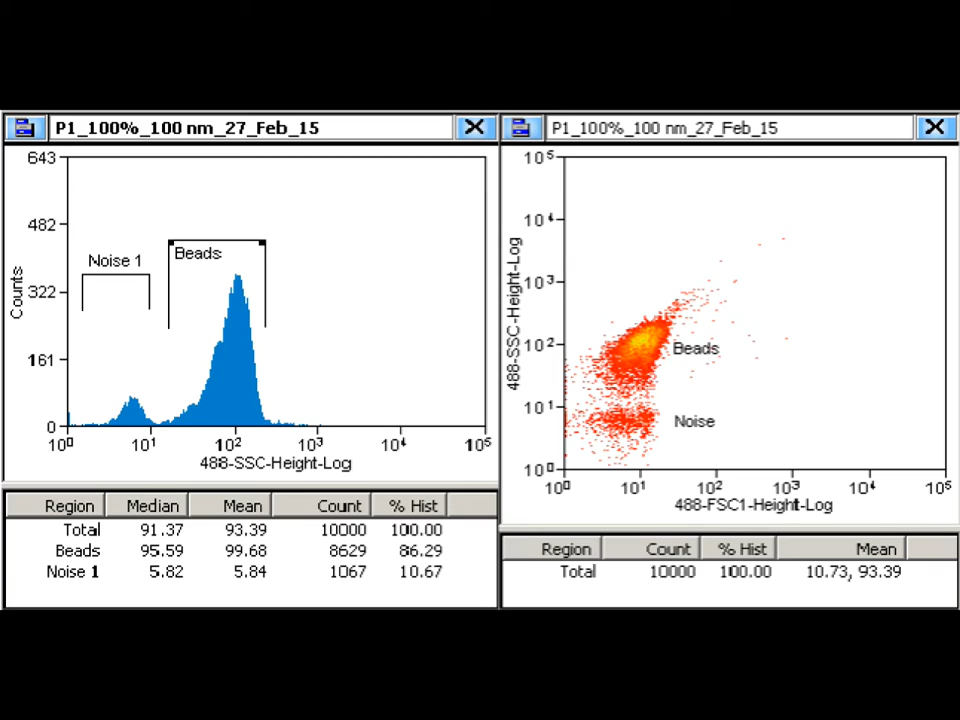 P1_100%_100 nm_27_Feb_15
643
482
322
161
0
Counts
Noise 1
Beads
10^0 10^1 10^2 10^3 10^4 10^5
488-SSC-Height-Log
Region Median Mean Count % Hist
Total 91.37 93.39 10000 100.00
Beads 95.59 99.68 8629 86.29
Noise 1 5.82 5.84 1067 10.67
P1_100%_100 nm_27_Feb_15
10^5
10^4
10^3
10^2
10^1
10^0
488-SSC-Height-Log
Beads
Noise
10^0 10^1 10^2 10^3 10^4 10^5
488-FSC1-Height-Log
Region Count % Hist Mean
Total 10000 100.00 10.73, 93.39